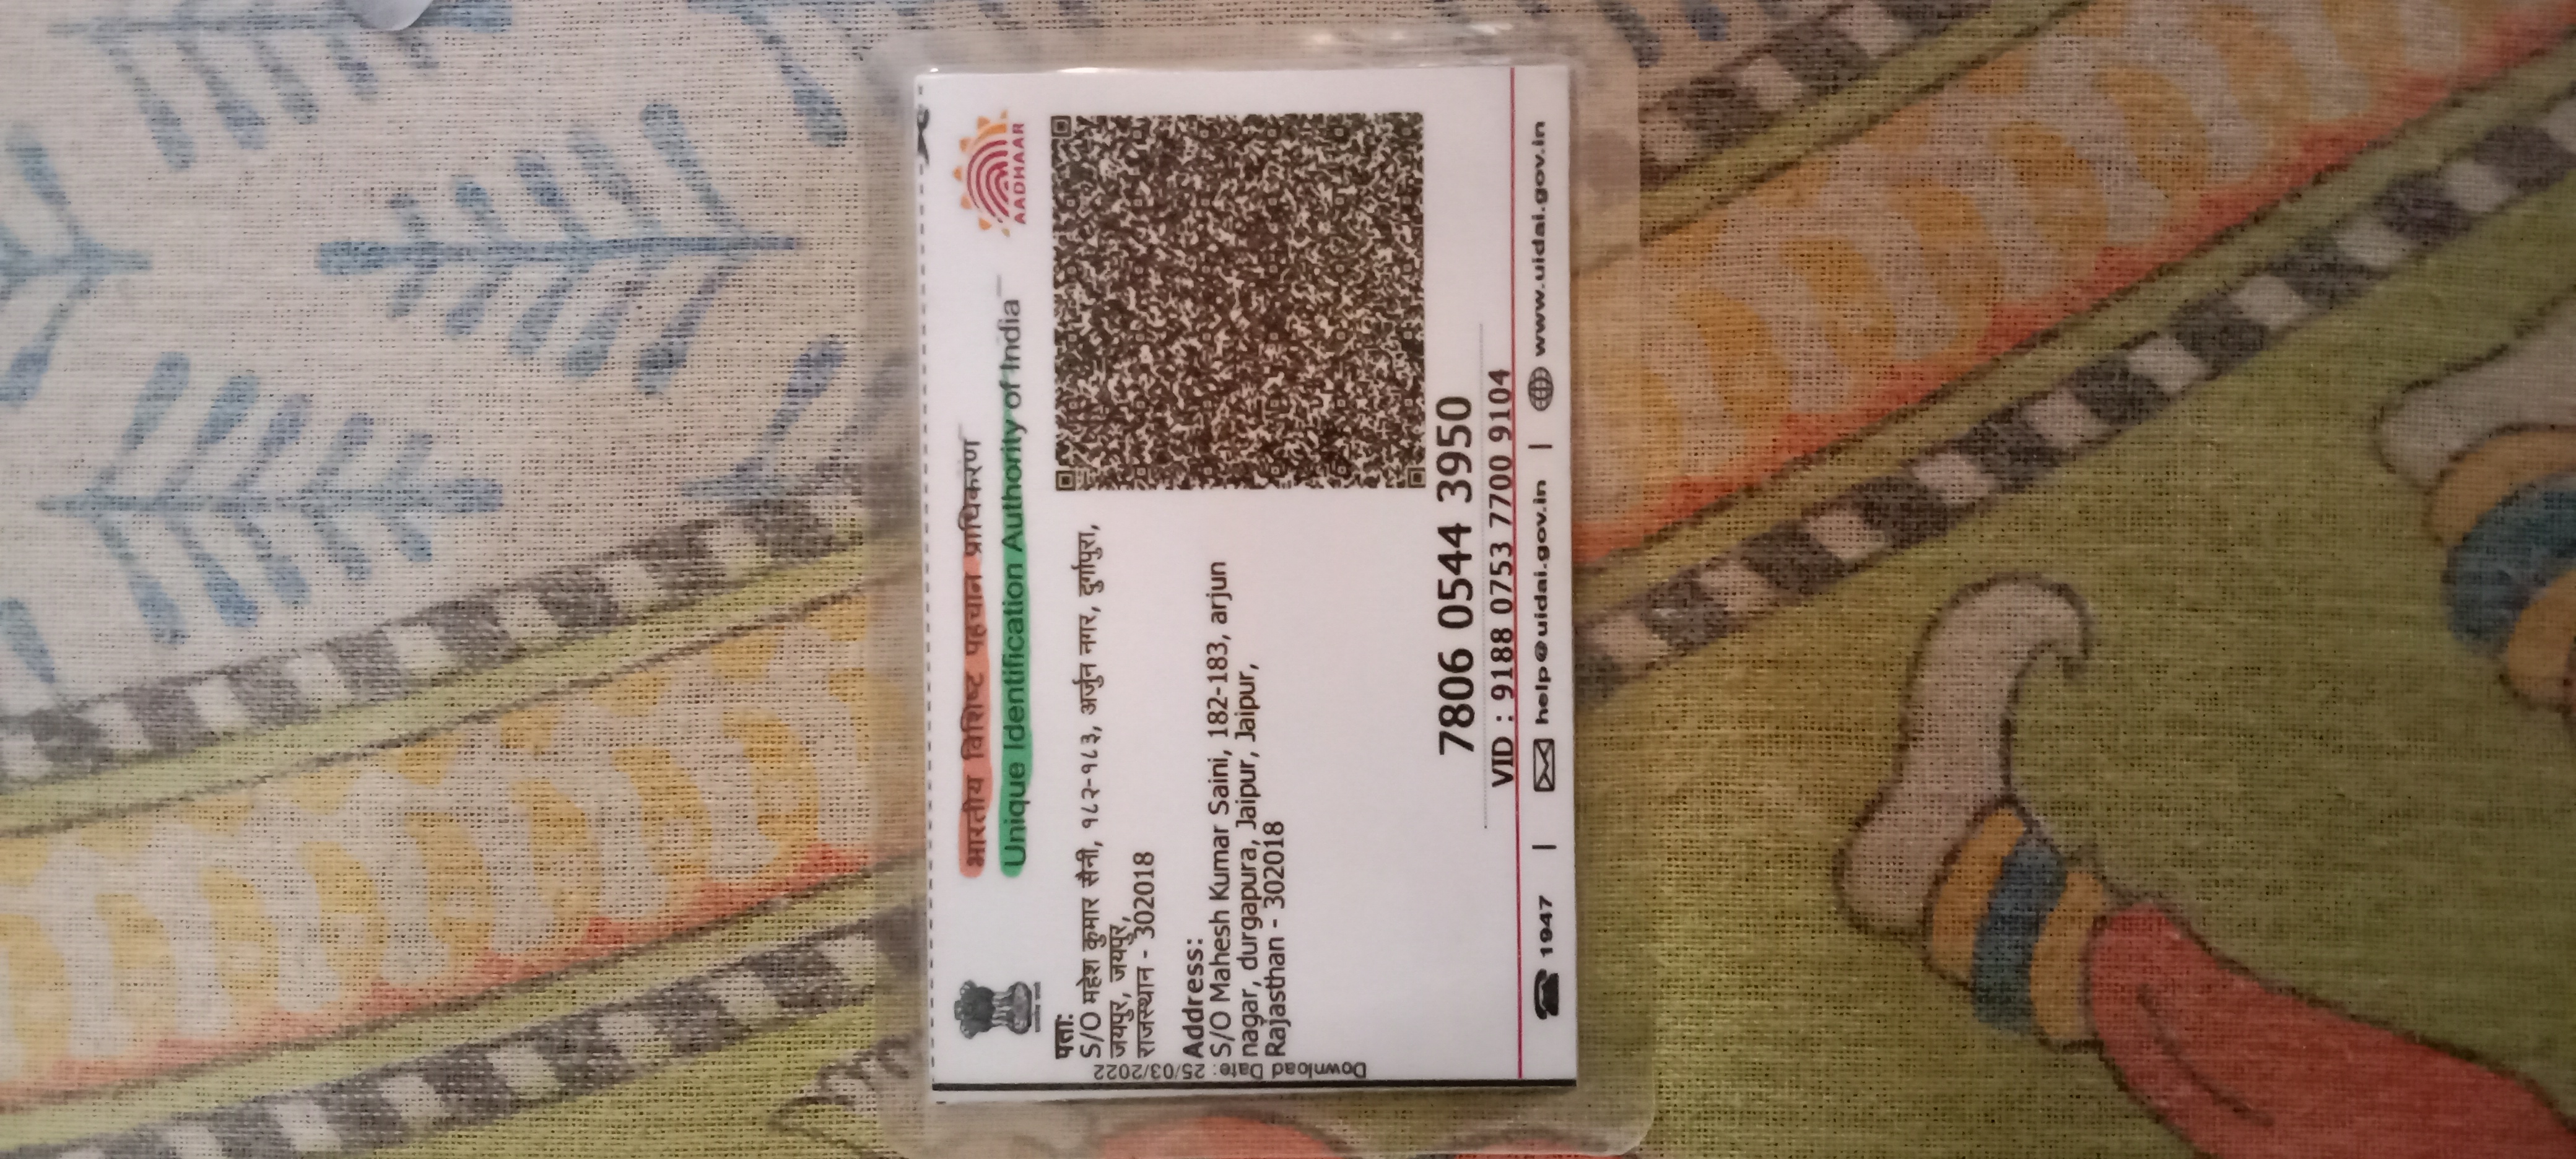 भारतीय विशिष्ट पहचान प्राधिकरण
Unique Identification Authority of India
AADHAAR
पता:
S/O महेश कुमार सैनी, १८२-१८३, अर्जुन नगर, दुर्गापुरा,
जयपुर, जयपुर,
राजस्थान - 302018
Address:
S/O Mahesh Kumar Saini, 182-183, arjun
nagar, durgapura, Jaipur, Jaipur,
Rajasthan - 302018
Download Date: 25/03/2022
7806 0544 3950
VID : 9188 0753 7700 9104
1947 | help@uidai.gov.in | www.uidai.gov.in